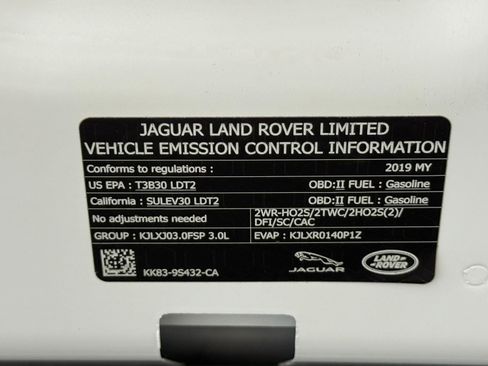 JAGUAR LAND ROVER LIMITED
VEHICLE EMISSION CONTROL INFORMATION
Conforms to regulations : 2019 MY
US EPA : T3B30 LDT2 OBD:II FUEL : Gasoline
California : SULEV30 LDT2 OBD:II FUEL : Gasoline
No adjustments needed 2WR-HO2S/2TWC/2HO2S(2)/
DFI/SC/CAC
GROUP : KJLXJ03.0FSP 3.0L EVAP : KJLXR0140P1Z
KK83-9S432-CA JAGUAR LAND ROVER